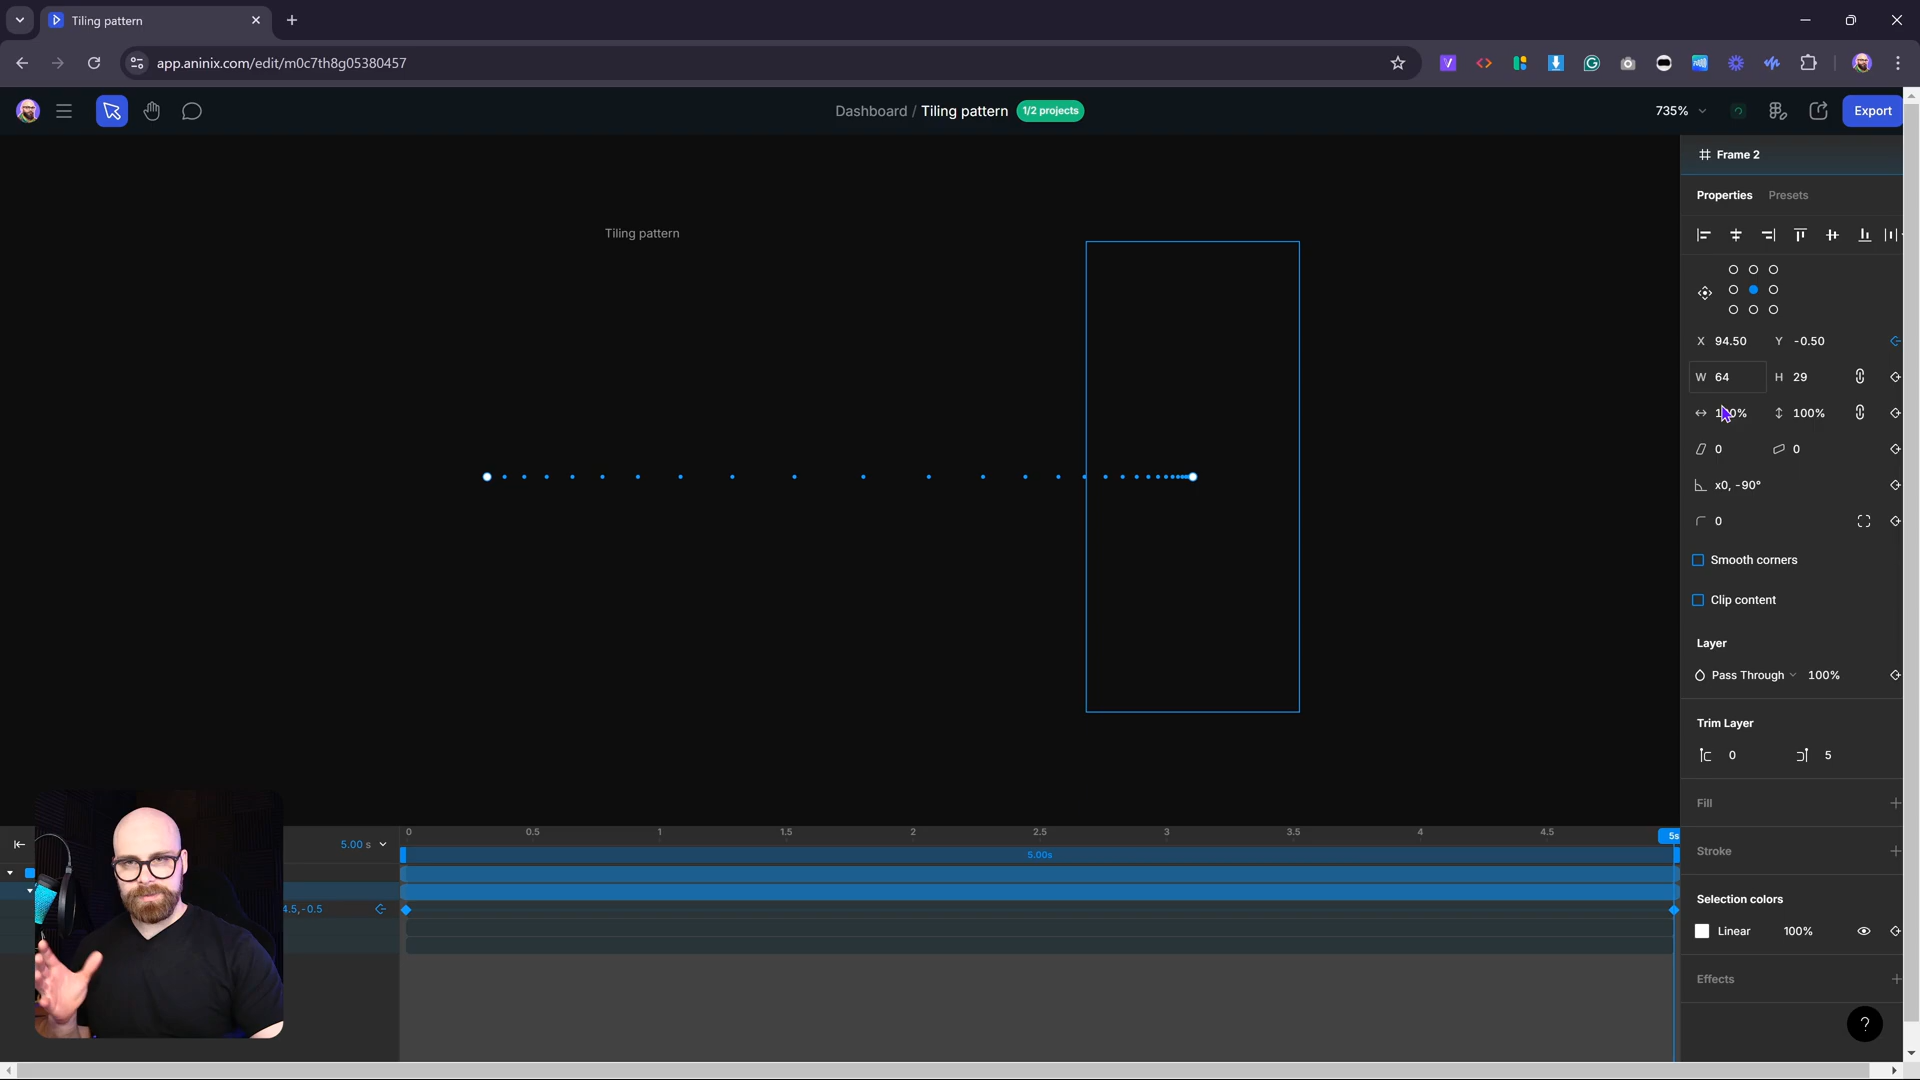 Tiling pattern
app.aninix.com/edit/m0c7th8g05380457
Dashboard / Tiling pattern 1/2 projects
735%
Export
Frame 2
Properties Presets
Tiling pattern
X 94.50 Y -0.50
W 64 H 29
100%
0 0
x0, -90°
0
Smooth corners
Clip content
Layer
Pass Through 100%
Trim Layer
0 5
Fill
Stroke
Selection colors
Linear 100%
Effects
?
5.00 s
0 0.5 1 1.5 2 2.5 3 3.5 4 4.5 5s
5.00s
4.5,-0.5